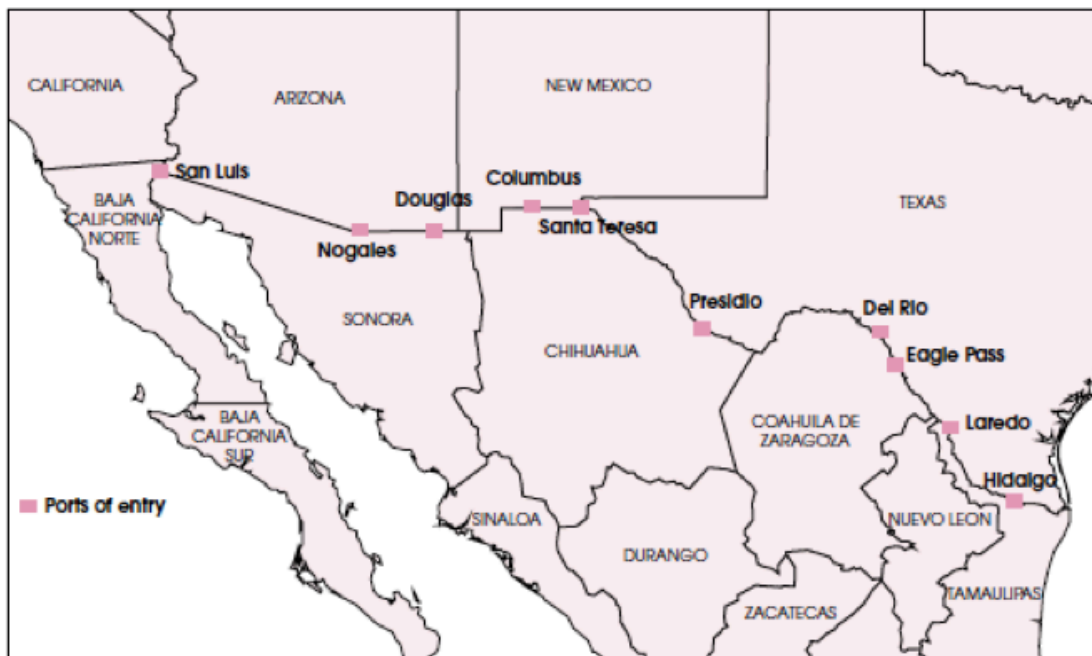 CALIFORNIA
ARIZONA
NEW MEXICO
San Luis
Columbus
Douglas
BAJA
CALIFORNIA
NORTE
TEXAS
Santa Teresa
Nogales
Presidio
Del Rio
SONORA
CHIHUAHUA
Eagle Pass
BAJA
CALIFORNIA
SUR
COAHUILA DE
ZARAGOZA
Laredo
Hidalgo
Ports of entry
SINALOA
NUEVO LEON
DURANGO
TAMAULIPAS
ZACATECAS